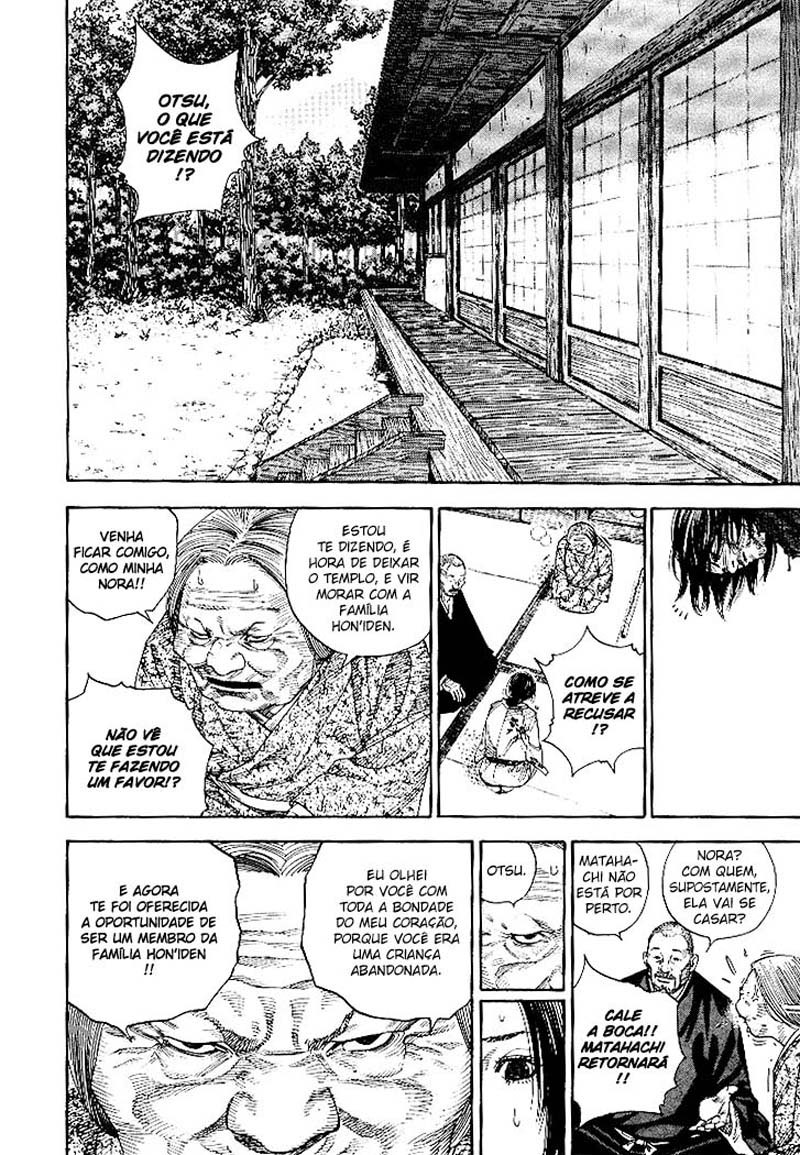 OTSU,
O QUE
VOCÊ ESTÁ
DIZENDO
!?
COMO SE
ATREVE A
RECUSAR
!?
ESTOU
TE DIZENDO, É
HORA DE DEIXAR
O TEMPLO, E VIR
MORAR COM A
FAMÍLIA
HON'IDEN.
VENHA
FICAR COMIGO,
COMO MINHA
NORA!!
NÃO VÊ
QUE ESTOU
TE FAZENDO
UM FAVOR!?
NORA?
COM QUEM,
SUPOSTAMENTE,
ELA VAI SE
CASAR?
MATAHA-
CHI NÃO
ESTÁ POR
PERTO.
CALE
A BOCA!!
MATAHACHI
RETORNARÁ
!!
OTSU.
EU OLHEI
POR VOCÊ COM
TODA A BONDADE
DO MEU CORAÇÃO,
PORQUE VOCÊ ERA
UMA CRIANÇA
ABANDONADA.
E AGORA
TE FOI OFERECIDA
A OPORTUNIDADE DE
SER UM MEMBRO DA
FAMÍLIA HON'IDEN
!!